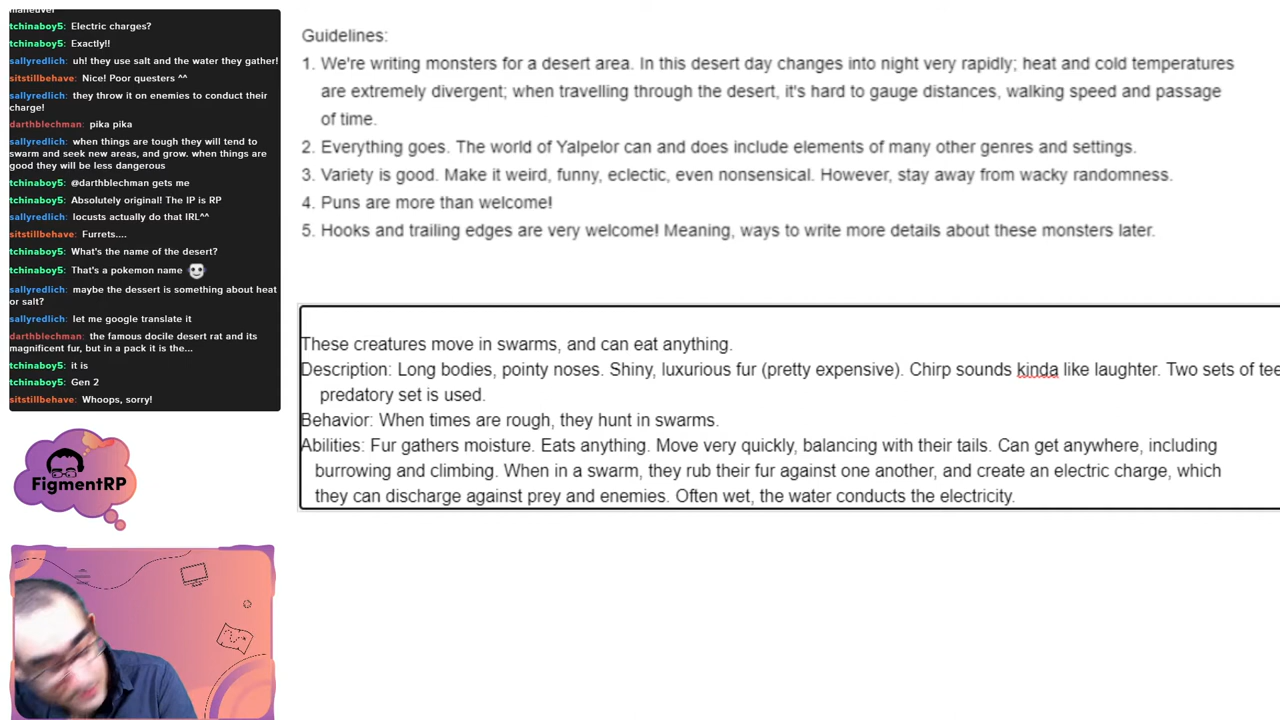 maneuver
tchinaboy5: Electric charges?
tchinaboy5: Exactly!!
sallyredlich: uh! they use salt and the water they gather!
sitstillbehave: Nice! Poor questers ^^
sallyredlich: they throw it on enemies to conduct their
charge!
darthblechman: pika pika
sallyredlich: when things are tough they will tend to
swarm and seek new areas, and grow. when things are
good they will be less dangerous
tchinaboy5: @darthblechman gets me
tchinaboy5: Absolutely original! The IP is RP
sallyredlich: locusts actually do that IRL^^
sitstillbehave: Furrets....
tchinaboy5: What's the name of the desert?
tchinaboy5: That's a pokemon name
sallyredlich: maybe the dessert is something about heat
or salt?
sallyredlich: let me google translate it
darthblechman: the famous docile desert rat and its
magnificent fur, but in a pack it is the...
tchinaboy5: it is
tchinaboy5: Gen 2
sitstillbehave: Whoops, sorry!
FigmentRP
Guidelines:
1. We're writing monsters for a desert area. In this desert day changes into night very rapidly; heat and cold temperatures
are extremely divergent; when travelling through the desert, it's hard to gauge distances, walking speed and passage
of time.
2. Everything goes. The world of Yalpelor can and does include elements of many other genres and settings.
3. Variety is good. Make it weird, funny, eclectic, even nonsensical. However, stay away from wacky randomness.
4. Puns are more than welcome!
5. Hooks and trailing edges are very welcome! Meaning, ways to write more details about these monsters later.
These creatures move in swarms, and can eat anything.
Description: Long bodies, pointy noses. Shiny, luxurious fur (pretty expensive). Chirp sounds kinda like laughter. Two sets of tee
predatory set is used.
Behavior: When times are rough, they hunt in swarms.
Abilities: Fur gathers moisture. Eats anything. Move very quickly, balancing with their tails. Can get anywhere, including
burrowing and climbing. When in a swarm, they rub their fur against one another, and create an electric charge, which
they can discharge against prey and enemies. Often wet, the water conducts the electricity.